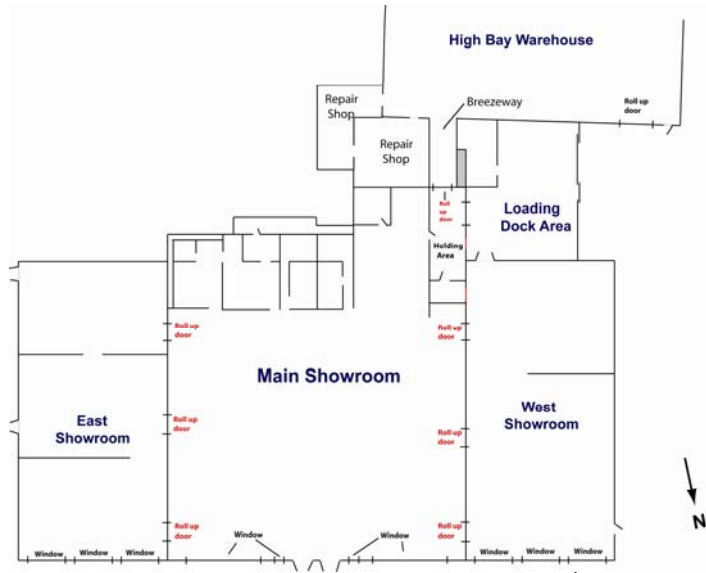 High Bay Warehouse
Repair
Shop
Breezeway
Roll up
door
Repair
Shop
Roll
up
door
Loading
Dock Area
Holding
Area
Roll up
door
Roll up
door
Main Showroom
East
Showroom
Roll up
door
West
Showroom
Roll up
door
N
Roll up
door
Roll up
door
Window
Window
Window
Window
Window
Window
Window
Window